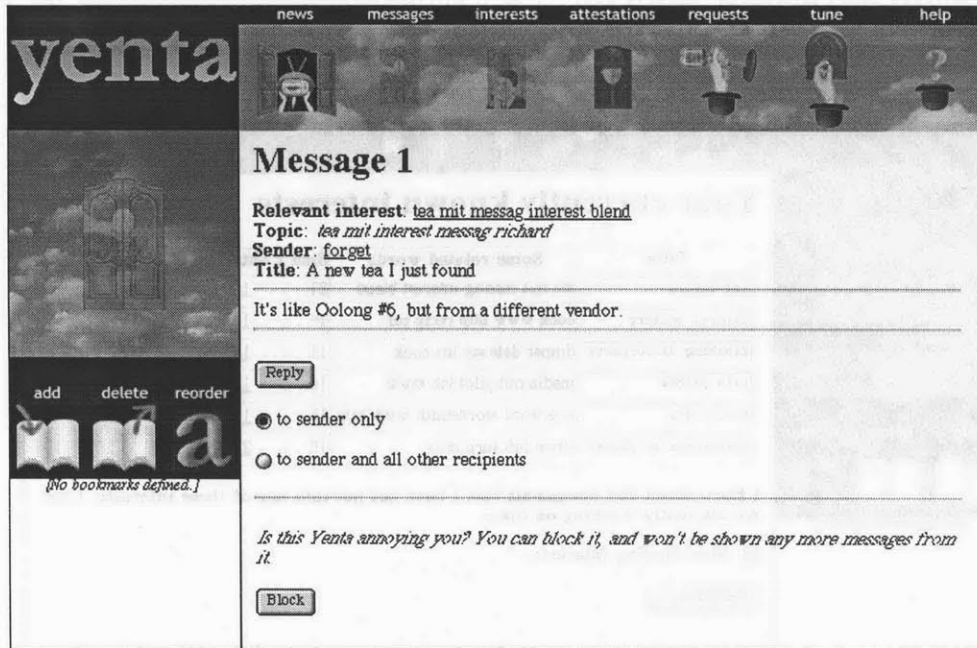 news messages interests attestations requests tune help
yenta
Message 1
Relevant interest: tea mit messag interest blend
Topic: tea mit interest messag richard
Sender: forget
Title: A new tea I just found
It's like Oolong #6, but from a different vendor.
Reply
to sender only
to sender and all other recipients
add delete reorder
[No bookmarks defined.]
Is this Yenta annoying you? You can block it, and won't be shown any more messages from
it.
Block